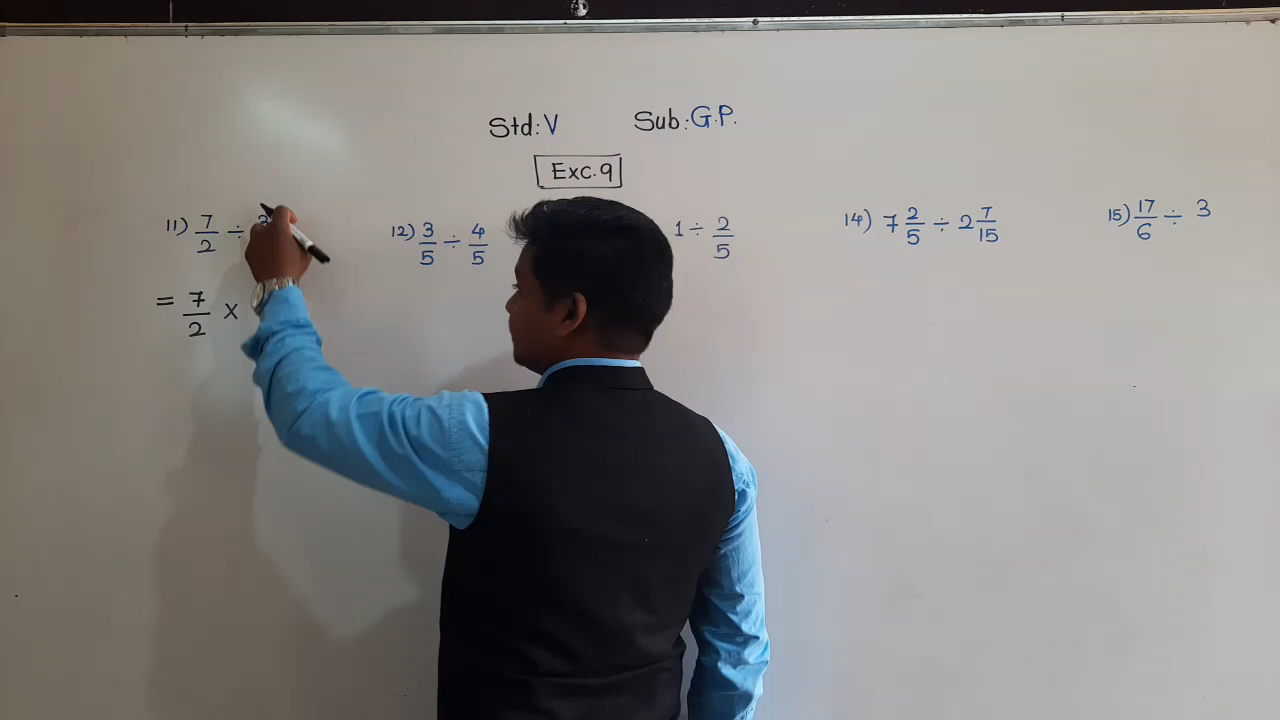 Std: V Sub: G.P.
Exc. 9
11) 7/2 ÷
12) 3/5 ÷ 4/5
1 ÷ 2/5
14) 7 2/5 ÷ 2 7/15
15) 17/6 ÷ 3
= 7/2 ×